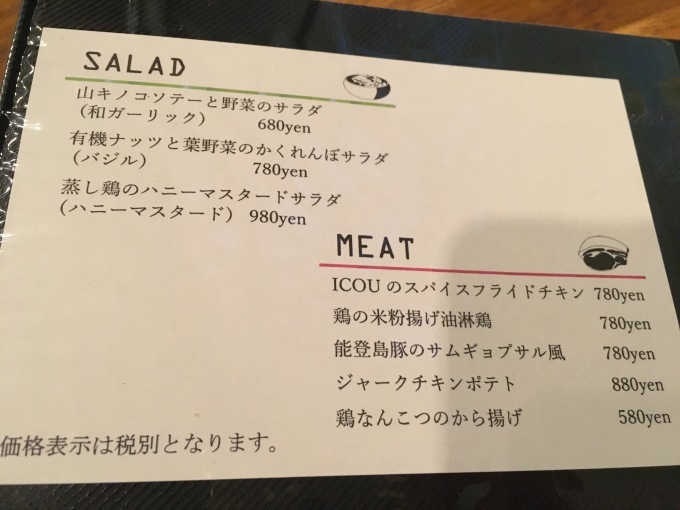 SALAD
山キノコソテーと野菜のサラダ
（和ガーリック） 680yen
有機ナッツと葉野菜のかくれんぼサラダ
（バジル） 780yen
蒸し鶏のハニーマスタードサラダ
（ハニーマスタード） 980yen
MEAT
ICOUのスパイスフライドチキン 780yen
鶏の米粉揚げ油淋鶏 780yen
能登島豚のサムギョプサル風 780yen
ジャークチキンポテト 880yen
鶏なんこつのから揚げ 580yen
価格表示は税別となります。